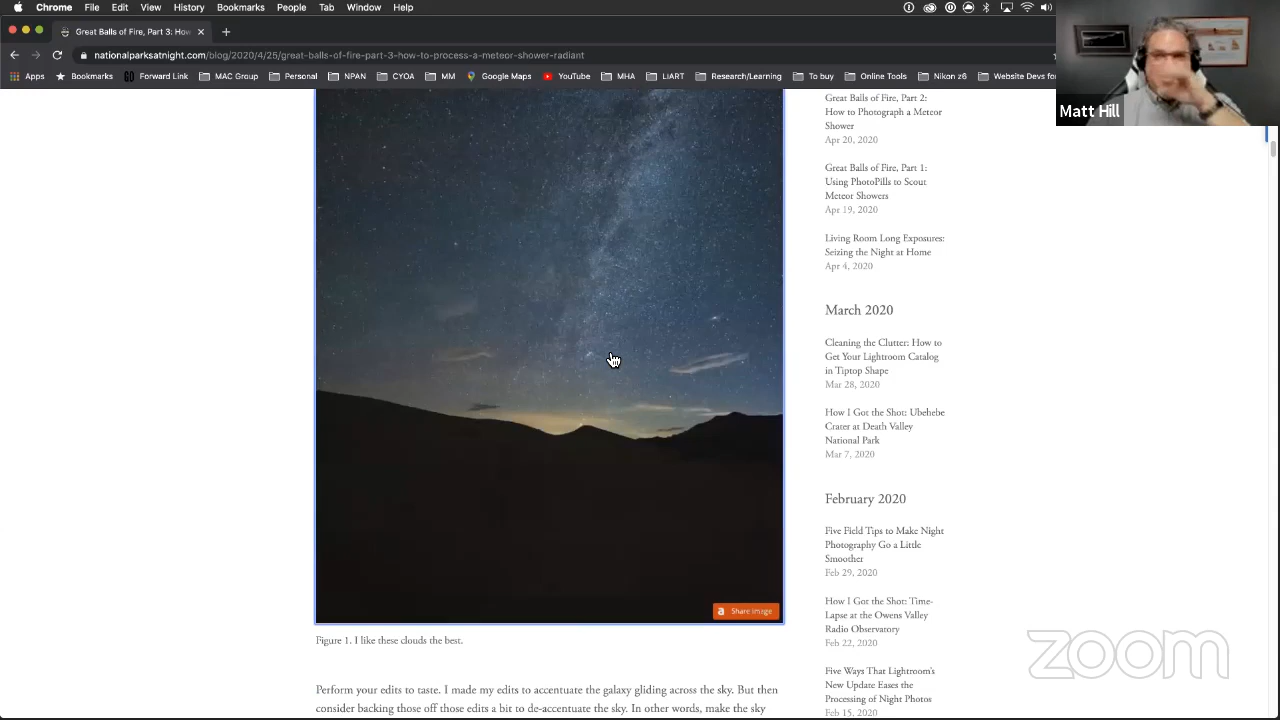 Chrome File Edit View History Bookmarks People Tab Window Help
Great Balls of Fire, Part 3: How
nationalparksatnight.com/blog/2020/4/25/great-balls-of-fire-part-3-how-to-process-a-meteor-shower-radiant
Apps Bookmarks Forward Link MAC Group Personal NPAN CYOA MM Google Maps YouTube MHA LIART Research/Learning To buy Online Tools Nikon z6 Website Devs for
Matt Hill
Great Balls of Fire, Part 2:
How to Photograph a Meteor
Shower
Apr 20, 2020
Great Balls of Fire, Part 1:
Using PhotoPills to Scout
Meteor Showers
Apr 19, 2020
Living Room Long Exposures:
Seizing the Night at Home
Apr 4, 2020
March 2020
Cleaning the Clutter: How to
Get Your Lightroom Catalog
in Tiptop Shape
Mar 28, 2020
How I Got the Shot: Ubehebe
Crater at Death Valley
National Park
Mar 7, 2020
February 2020
Five Field Tips to Make Night
Photography Go a Little
Smoother
Feb 29, 2020
How I Got the Shot: Time-
Lapse at the Owens Valley
Radio Observatory
Feb 22, 2020
Five Ways That Lightroom's
New Update Eases the
Processing of Night Photos
Feb 15, 2020
a Share Image
Figure 1. I like these clouds the best.
Perform your edits to taste. I made my edits to accentuate the galaxy gliding across the sky. But then
consider backing those off those edits a bit to de-accentuate the sky. In other words, make the sky
zoom